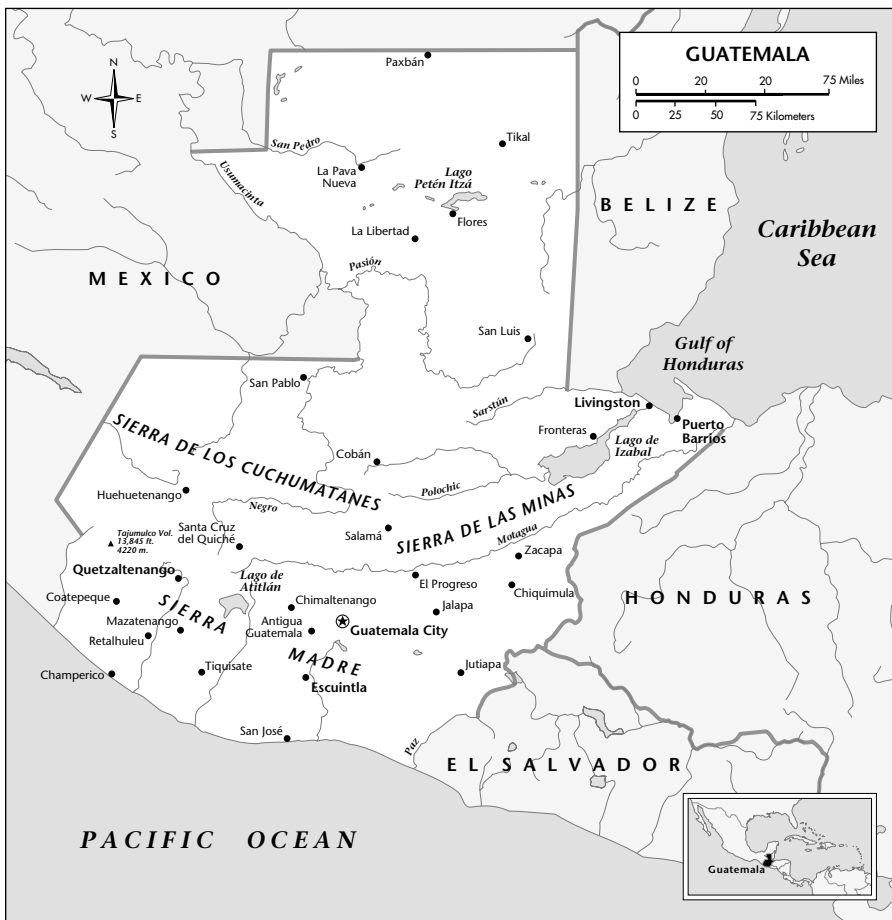 GUATEMALA
0 20 20 75 Miles
0 25 50 75 Kilometers
N
W E
S
Paxbán
San Pedro
Tikal
La Pava
Nueva
Lago
Petén Itzá
Usumacinta
Flores
BELIZE
La Libertad
Caribbean
Sea
Pasión
MEXICO
San Luis
Gulf of
Honduras
San Pablo
Sarstún
Livingston
Puerto
Barríos
Fronteras
Lago de
Izabal
SIERRA DE LOS CUCHUMATANES
Cobán
Polochic
Huehuetenango
Negro
SIERRA DE LAS MINAS
Motagua
Salamá
Tajumulco Vol.
13,845 ft.
4220 m.
Santa Cruz
del Quiché
Zacapa
Quetzaltenango
Lago de
Atitlán
El Progreso
Chiquimula
HONDURAS
Coatepeque
SIERRA
Chimaltenango
Jalapa
Mazatenango
Antigua
Guatemala
Guatemala City
Retalhuleu
MADRE
Champerico
Tiquisate
Escuintla
Jutiapa
San José
Paz
EL SALVADOR
PACIFIC OCEAN
Guatemala